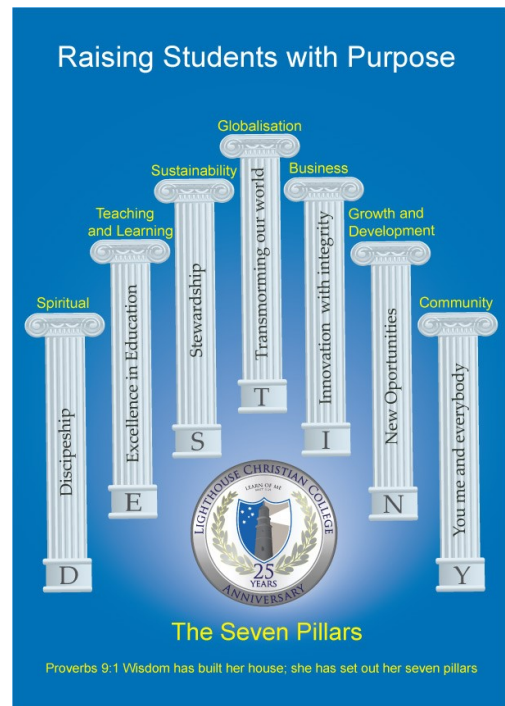 Raising Students with Purpose
Globalisation
Sustainability
Business
Teaching
and Learning
Growth and
Development
Spiritual
Community
Discipeship
Excellence in Education
Stewardship
Transmorming our world
Innovation with integrity
New Oportunities
You me and everybody
D
E
S
T
I
N
Y
LIGHTHOUSE CHRISTIAN COLLEGE
LEARN OF ME
25
YEARS
ANNIVERSARY
The Seven Pillars
Proverbs 9:1 Wisdom has built her house; she has set out her seven pillars